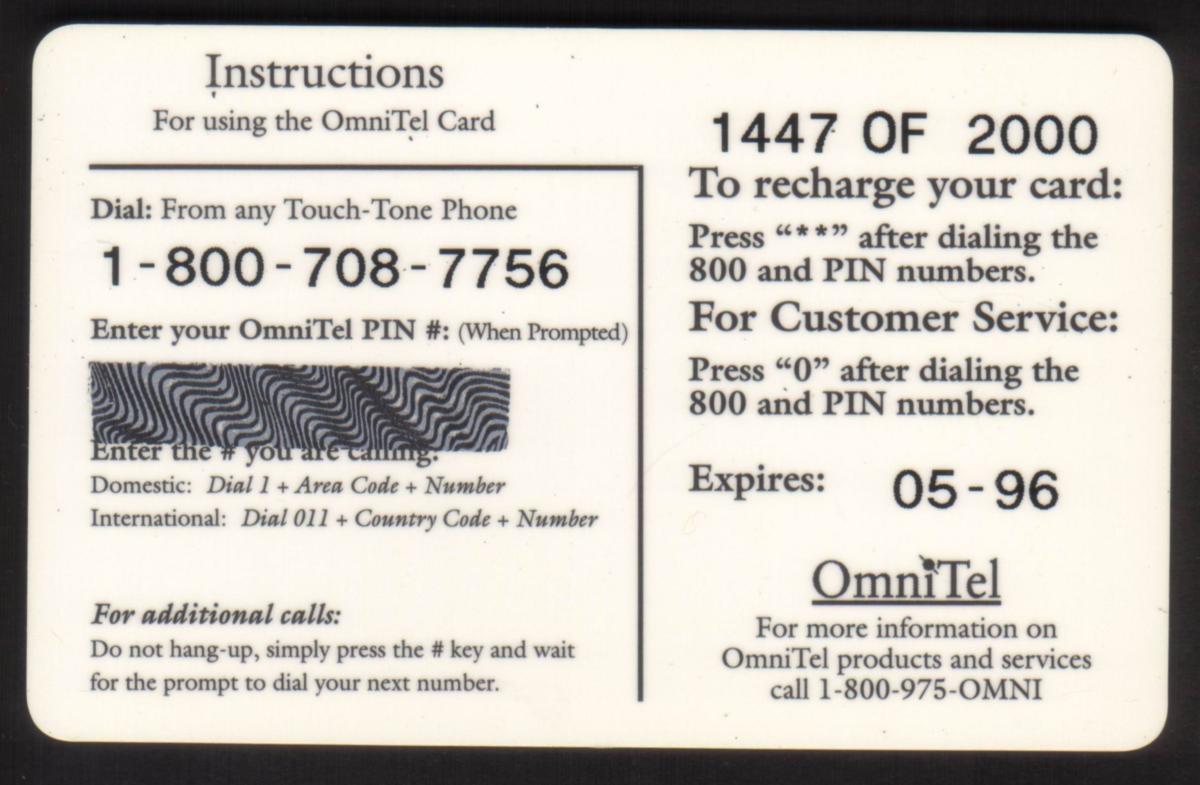 Instructions
For using the OmniTel Card
Dial: From any Touch-Tone Phone
1-800-708-7756
Enter your OmniTel PIN #: (When Prompted)
Enter the # you are calling:
Domestic: Dial 1 + Area Code + Number
International: Dial 011 + Country Code + Number
For additional calls:
Do not hang-up, simply press the # key and wait
for the prompt to dial your next number.
1447 OF 2000
To recharge your card:
Press “**” after dialing the
800 and PIN numbers.
For Customer Service:
Press “0” after dialing the
800 and PIN numbers.
Expires: 05-96
OmniTel
For more information on
OmniTel products and services
call 1-800-975-OMNI